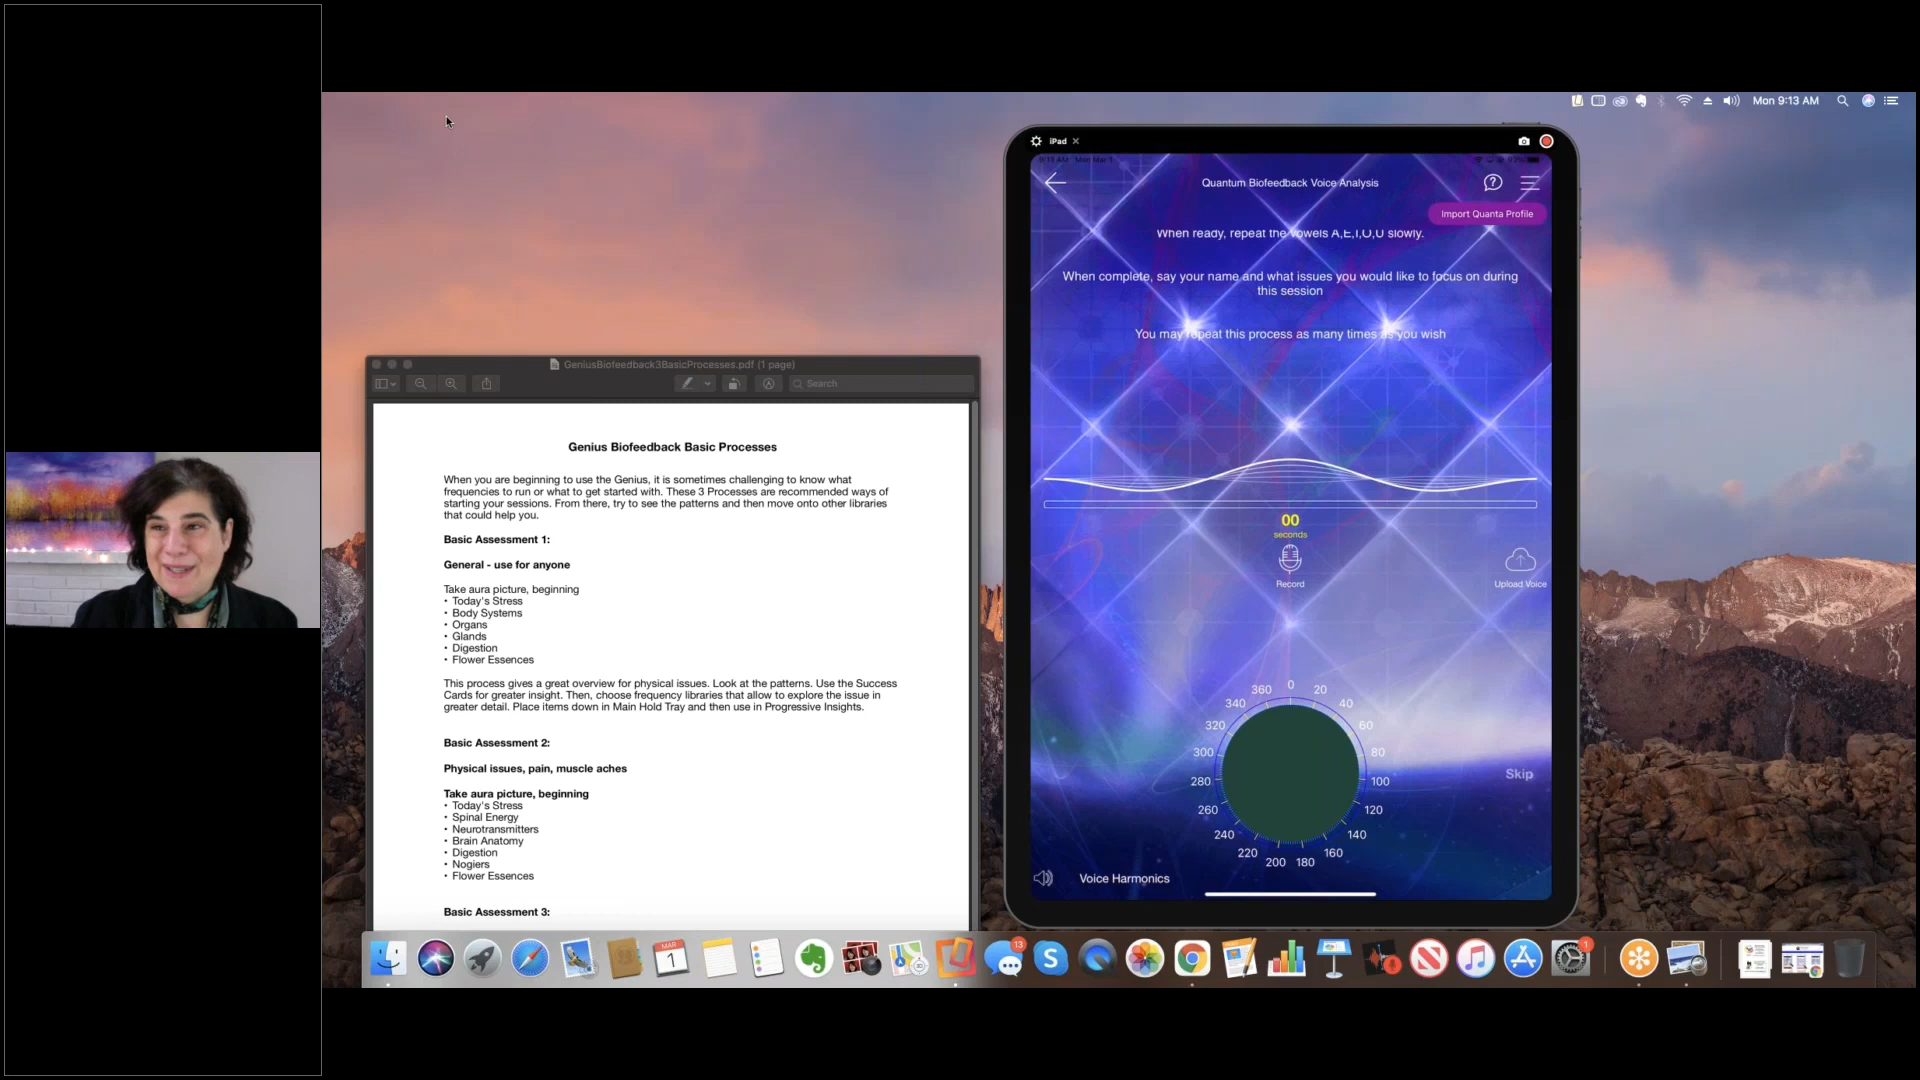 Mon 9:13 AM
GeniusBiofeedback3BasicProcesses.pdf (1 page)
Search
Genius Biofeedback Basic Processes
When you are beginning to use the Genius, it is sometimes challenging to know what
frequencies to run or what to get started with. These 3 Processes are recommended ways of
starting your sessions. From there, try to see the patterns and then move onto other libraries
that could help you.
Basic Assessment 1:
General - use for anyone
Take aura picture, beginning
• Today's Stress
• Body Systems
• Organs
• Glands
• Digestion
• Flower Essences
This process gives a great overview for physical issues. Look at the patterns. Use the Success
Cards for greater insight. Then, choose frequency libraries that allow to explore the issue in
greater detail. Place items down in Main Hold Tray and then use in Progressive Insights.
Basic Assessment 2:
Physical issues, pain, muscle aches
Take aura picture, beginning
• Today's Stress
• Spinal Energy
• Neurotransmitters
• Brain Anatomy
• Digestion
• Nogiers
• Flower Essences
Basic Assessment 3:
iPad
9:13 AM Mon Mar 1
Quantum Biofeedback Voice Analysis
Import Quanta Profile
When ready, repeat the vowels A,E,I,O,U slowly.
When complete, say your name and what issues you would like to focus on during
this session
You may repeat this process as many times as you wish
00
seconds
Record
Upload Voice
360 0 20
340 40
320 60
300 80
280 100
260 120
240 140
220 200 180 160
Skip
Voice Harmonics
MAR
1
13
S
1